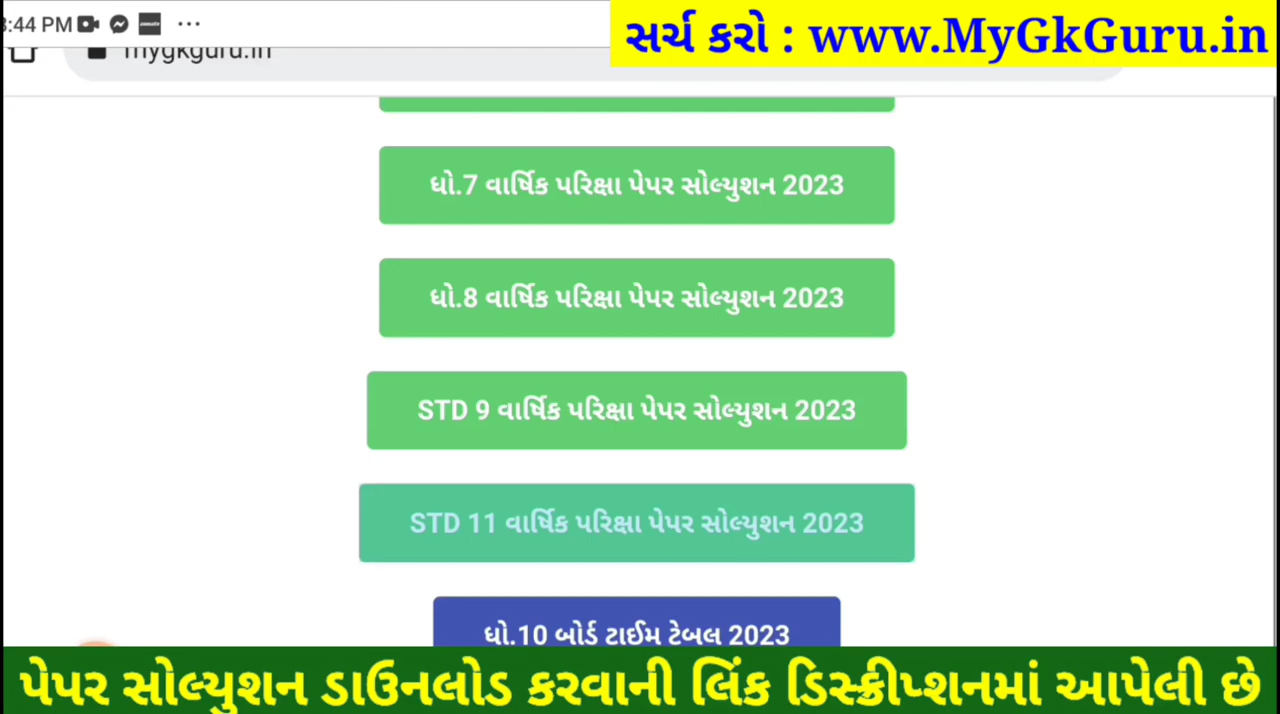 :44 PM
સર્ચ કરો : www.MyGkGuru.in
mygkguru.in
ધો.7 વાર્ષિક પરિક્ષા પેપર સોલ્યુશન 2023
ધો.8 વાર્ષિક પરિક્ષા પેપર સોલ્યુશન 2023
STD 9 વાર્ષિક પરિક્ષા પેપર સોલ્યુશન 2023
STD 11 વાર્ષિક પરિક્ષા પેપર સોલ્યુશન 2023
ધો.10 બોર્ડ ટાઈમ ટેબલ 2023
પેપર સોલ્યુશન ડાઉનલોડ કરવાની લિંક ડિસ્ક્રીપ્શનમાં આપેલી છે